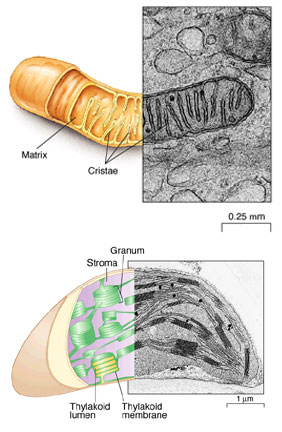 Matrix
Cristae
0.25 mm
Granum
Stroma
Thylakoid
lumen
Thylakoid
membrane
1 μm